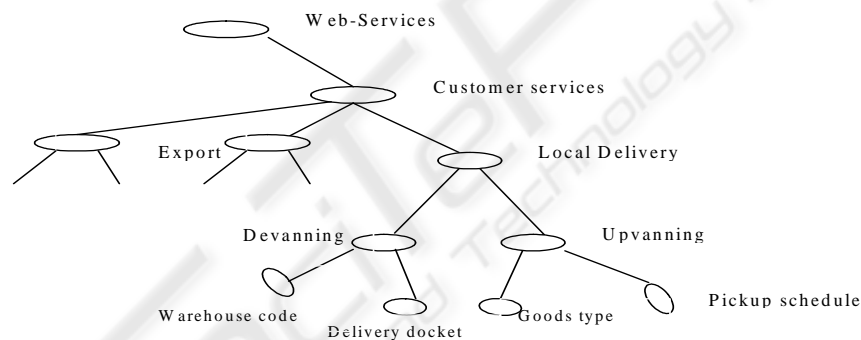 Web-Services
Customer services
Export
Local Delivery
Devanning
Upvanning
Warehouse code
Delivery docket
Goods type
Pickup schedule